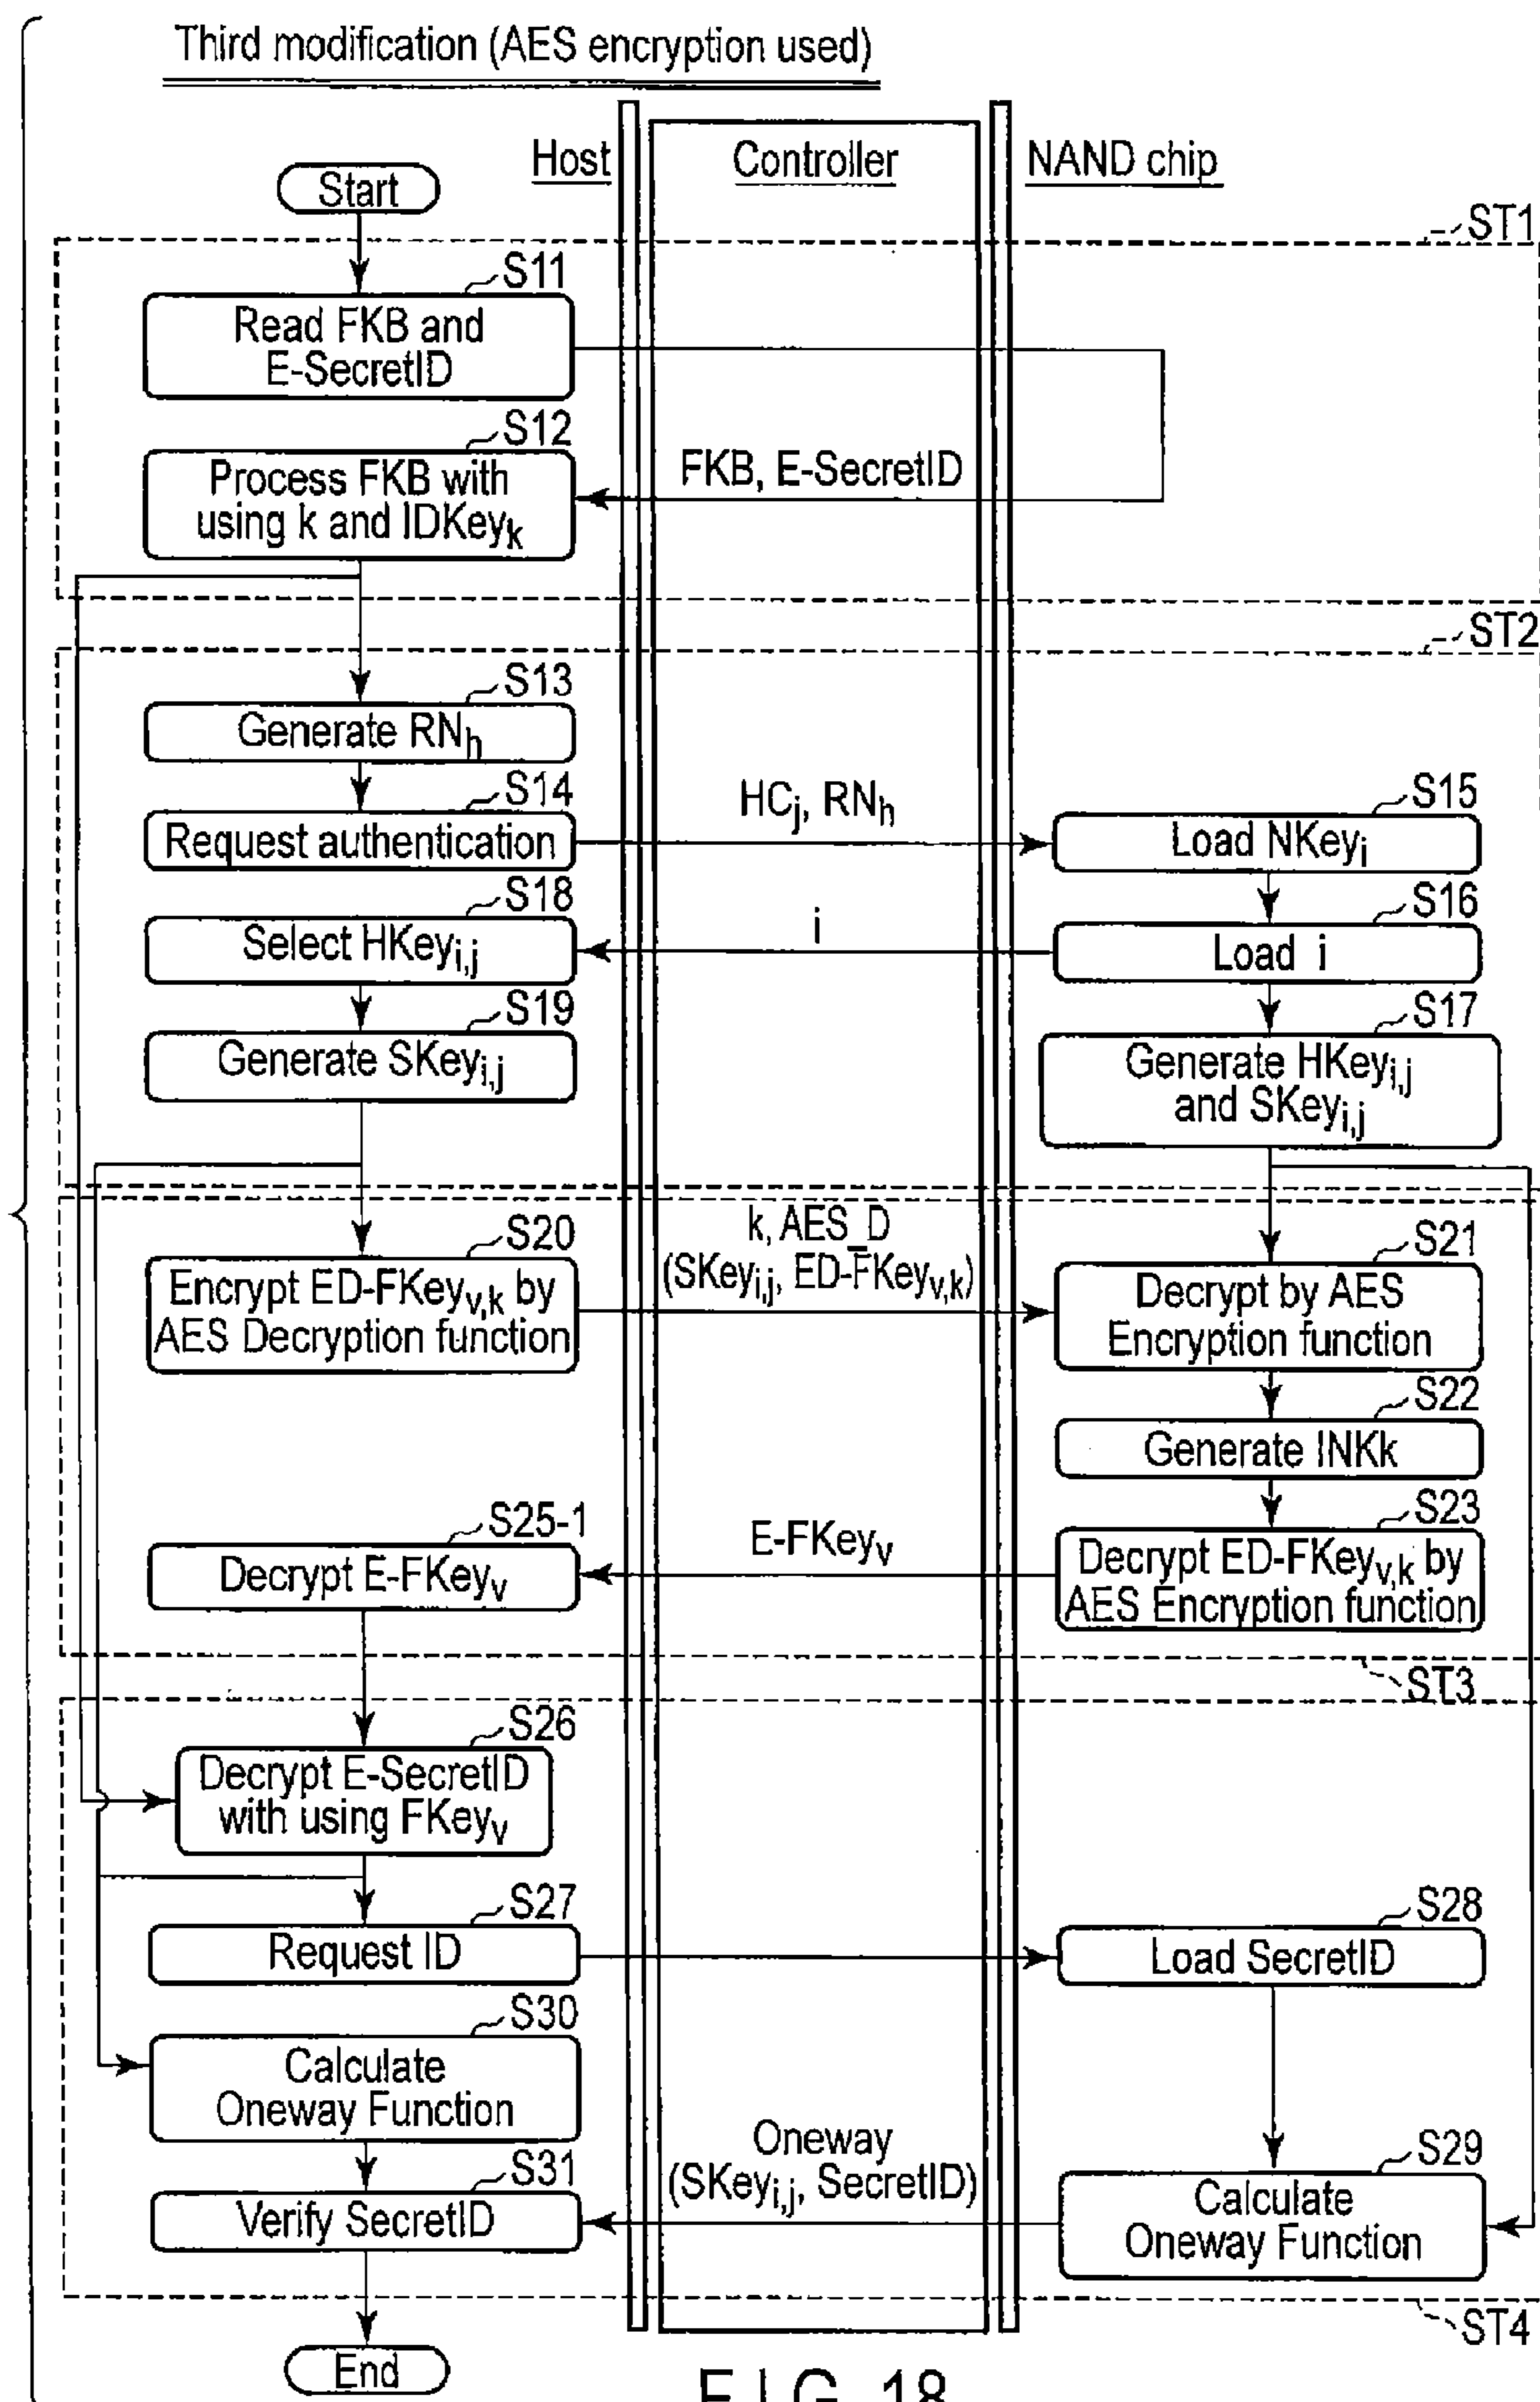 Third modification (AES encryption used)
Host
Controller
NAND chip
Start
ST1
S11
Read FKB and
E-SecretID
S12
Process FKB with
using k and IDKeyk
FKB, E-SecretID
ST2
S13
Generate RNh
S14
Request authentication
HCj, RNh
S15
Load NKeyi
S18
Select HKeyi,j
i
S16
Load i
S19
Generate SKeyi,j
S17
Generate HKeyi,j
and SKeyi,j
S20
Encrypt ED-FKeyv,k by
AES Decryption function
k, AES_D
(SKeyi,j, ED-FKeyv,k)
S21
Decrypt by AES
Encryption function
S22
Generate INKk
S25-1
Decrypt E-FKeyv
E-FKeyv
S23
Decrypt ED-FKeyv,k by
AES Encryption function
ST3
S26
Decrypt E-SecretID
with using FKeyv
S27
Request ID
S28
Load SecretID
S30
Calculate
Oneway Function
S31
Verify SecretID
Oneway
(SKeyi,j, SecretID)
S29
Calculate
Oneway Function
ST4
End
FIG. 18